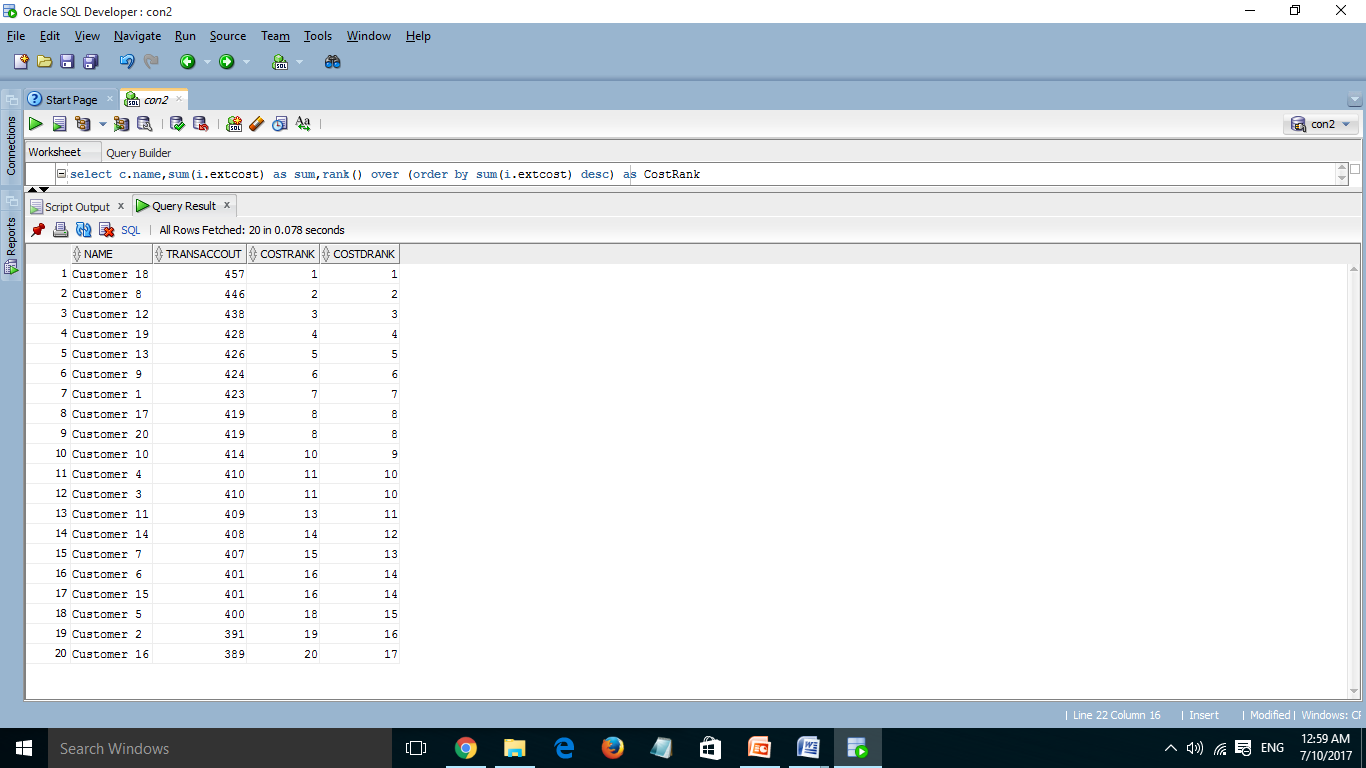 Oracle SQL Developer : con2
File Edit View Navigate Run Source Team Tools Window Help
Start Page con2
con2
Connections
Reports
Worksheet Query Builder
select c.name,sum(i.extcost) as sum,rank() over (order by sum(i.extcost) desc) as CostRank
Script Output x Query Result x
SQL | All Rows Fetched: 20 in 0.078 seconds
NAME TRANSACCOUT COSTRANK COSTDRANK
1 Customer 18 457 1 1
2 Customer 8 446 2 2
3 Customer 12 438 3 3
4 Customer 19 428 4 4
5 Customer 13 426 5 5
6 Customer 9 424 6 6
7 Customer 1 423 7 7
8 Customer 17 419 8 8
9 Customer 20 419 8 8
10 Customer 10 414 10 9
11 Customer 4 410 11 10
12 Customer 3 410 11 10
13 Customer 11 409 13 11
14 Customer 14 408 14 12
15 Customer 7 407 15 13
16 Customer 6 401 16 14
17 Customer 15 401 16 14
18 Customer 5 400 18 15
19 Customer 2 391 19 16
20 Customer 16 389 20 17
| Line 22 Column 16 | Insert | Modified | Windows: CF
Search Windows
ENG
12:59 AM
7/10/2017